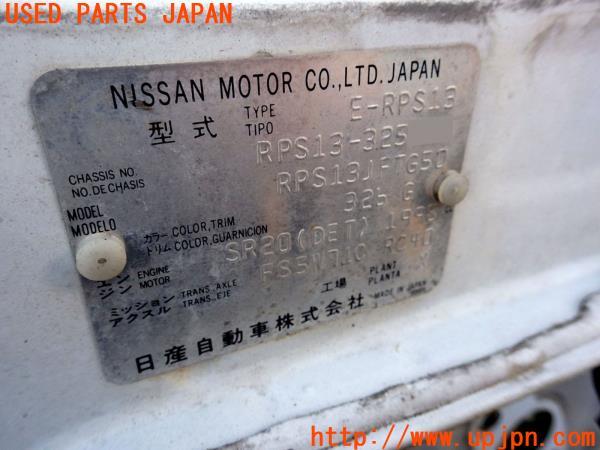 USED PARTS JAPAN
NISSAN MOTOR CO.,LTD. JAPAN
型式 TYPE TIPO E-RPS13
CHASSIS NO. NO.DE CHASIS RPS13-325
MODEL MODELO RPS13JFTG50
カラー COLOR,TRIM トリム COLOR,GUARNICION 326 G
エンジン ENGINE MOTOR SR20(DET) 1998
ミッション アクスル TRANS. AXLE TRANS. EJE FS5W71C RC40
工場 PLANT PLANTA
日産自動車株式会社 MADE IN JAPAN
http://www.upjpn.com/